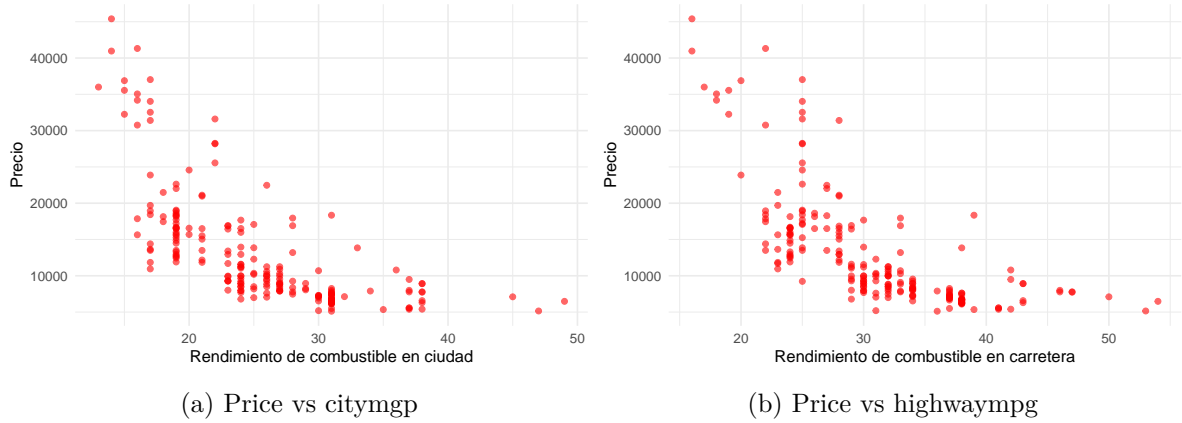 40000
30000
20000
10000
Precio
20
30
40
50
Rendimiento de combustible en ciudad
(a) Price vs citymgp
40000
30000
20000
10000
Precio
20
30
40
50
Rendimiento de combustible en carretera
(b) Price vs highwaympg